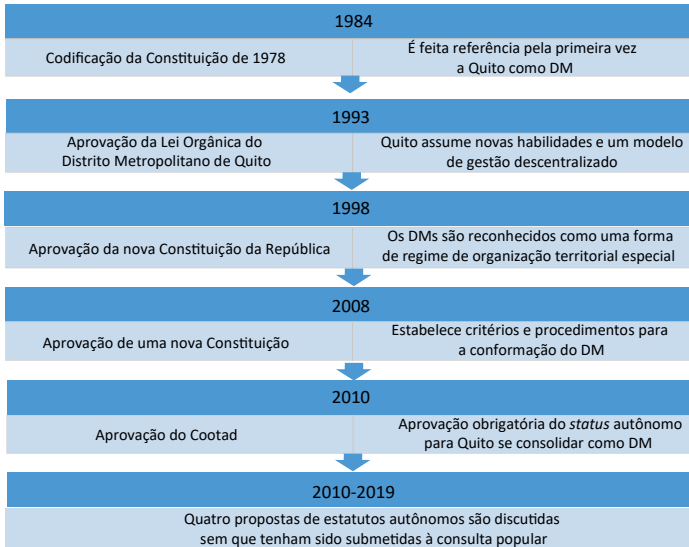 1984
Codificação da Constituição de 1978
É feita referência pela primeira vez
a Quito como DM
1993
Aprovação da Lei Orgânica do
Distrito Metropolitano de Quito
Quito assume novas habilidades e um modelo
de gestão descentralizado
1998
Aprovação da nova Constituição da República
Os DMs são reconhecidos como uma forma
de regime de organização territorial especial
2008
Aprovação de uma nova Constituição
Estabelece critérios e procedimentos para
a conformação do DM
2010
Aprovação do Cootad
Aprovação obrigatória do status autônomo
para Quito se consolidar como DM
2010-2019
Quatro propostas de estatutos autônomos são discutidas
sem que tenham sido submetidas à consulta popular